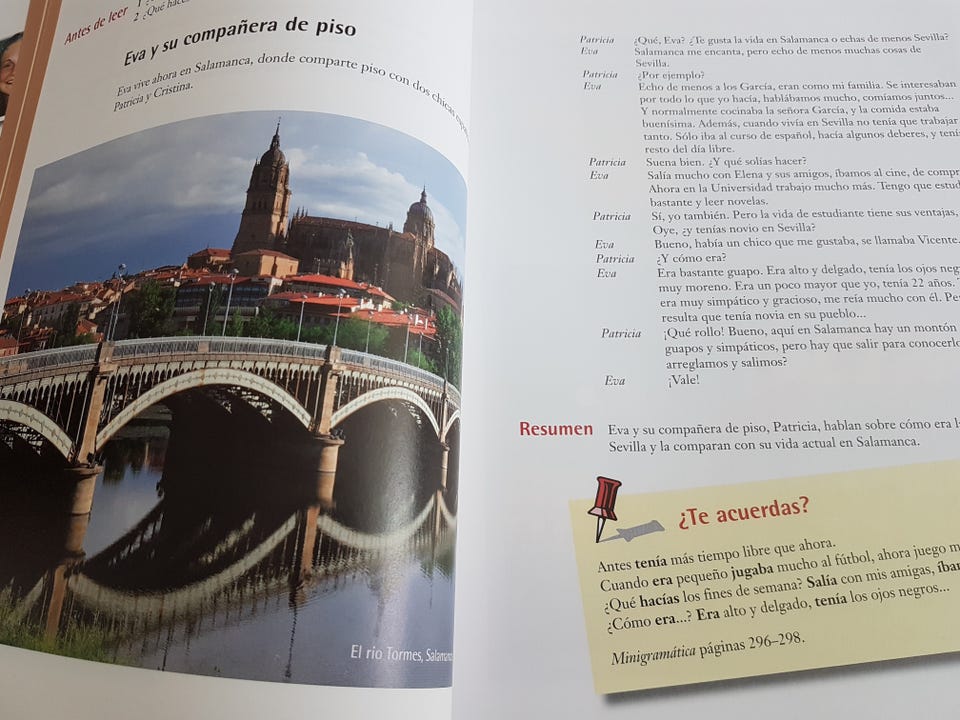 Antes de leer
2 ¿Qué
Eva y su compañera de piso
Eva vive ahora en Salamanca, donde comparte piso con dos chicas
Patricia y Cristina.
El río Tormes,
Patricia ¿Qué, Eva? ¿Te gusta la vida en Salamanca o echas de menos Sevilla?
Eva Salamanca me encanta, pero echo de menos muchas cosas de
Sevilla.
Patricia ¿Por ejemplo?
Eva Echo de menos a los García, eran como mi familia. Se interesaban
por todo lo que yo hacía, hablábamos mucho, comíamos juntos...
Y normalmente cocinaba la señora García, y la comida estaba
buenísima. Además, cuando vivía en Sevilla no tenía que trabajar
tanto. Sólo iba al curso de español, hacía algunos deberes, y
resto del día libre.
Patricia Suena bien. ¿Y qué solías hacer?
Eva Salía mucho con Elena y sus amigos, íbamos al cine, de
Ahora en la Universidad trabajo mucho más. Tengo que
bastante y leer novelas.
Patricia Sí, yo también. Pero la vida de estudiante tiene sus ventajas,
Oye, ¿y tenías novio en Sevilla?
Eva Bueno, había un chico que me gustaba, se llamaba Vicente.
Patricia ¿Y cómo era?
Eva Era bastante guapo. Era alto y delgado, tenía los ojos
muy moreno. Era un poco mayor que yo, tenía 22 años.
era muy simpático y gracioso, me reía mucho con él.
resulta que tenía novia en su pueblo...
Patricia ¡Qué rollo! Bueno, aquí en Salamanca hay un montón
guapos y simpáticos, pero hay que salir para
arreglamos y salimos?
Eva ¡Vale!
Resumen Eva y su compañera de piso, Patricia, hablan sobre cómo era
Sevilla y la comparan con su vida actual en Salamanca.
¿Te acuerdas?
Antes tenía más tiempo libre que ahora.
Cuando era pequeño jugaba mucho al fútbol, ahora juego
¿Qué hacías los fines de semana? Salía con mis amigas,
¿Cómo era...? Era alto y delgado, tenía los ojos negros...
Minigramática páginas 296–298.